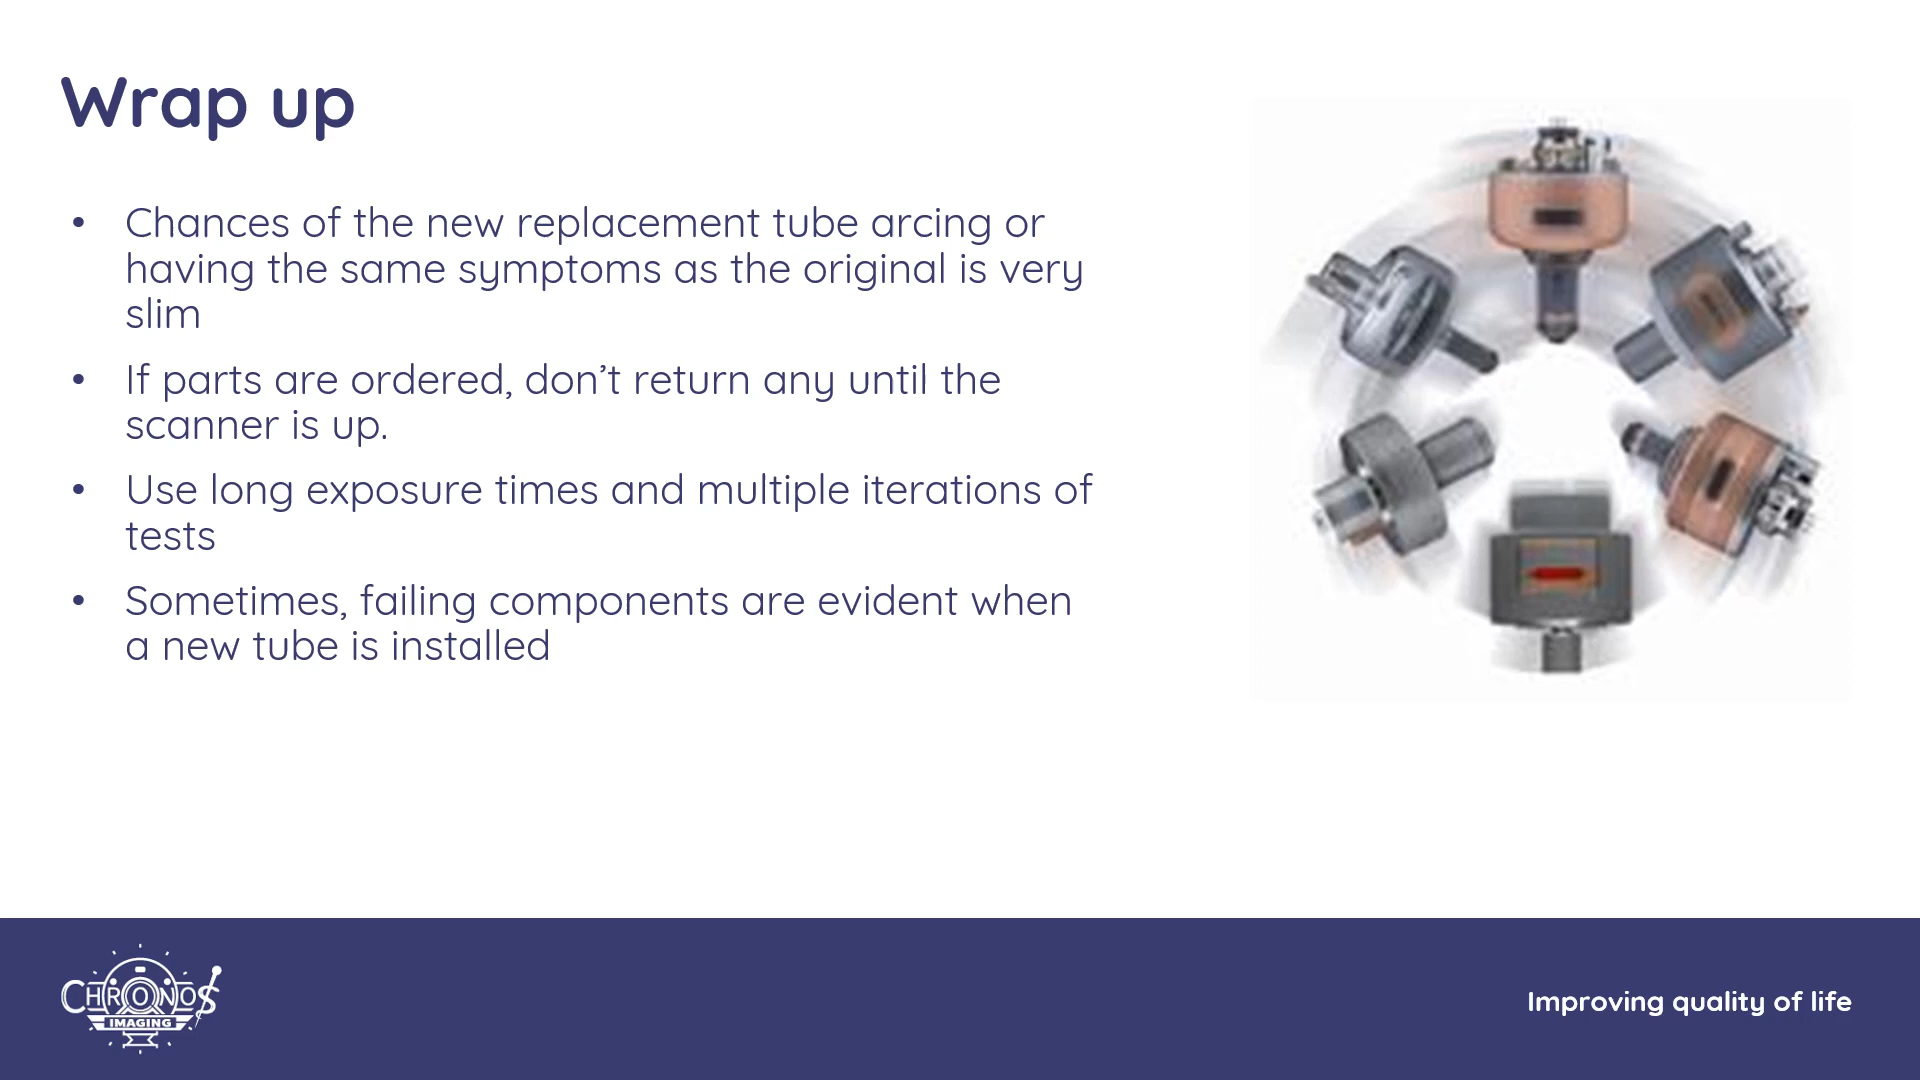 Wrap up
• Chances of the new replacement tube arcing or
having the same symptoms as the original is very
slim
• If parts are ordered, don’t return any until the
scanner is up.
• Use long exposure times and multiple iterations of
tests
• Sometimes, failing components are evident when
a new tube is installed
CHRONOS
IMAGING
Improving quality of life